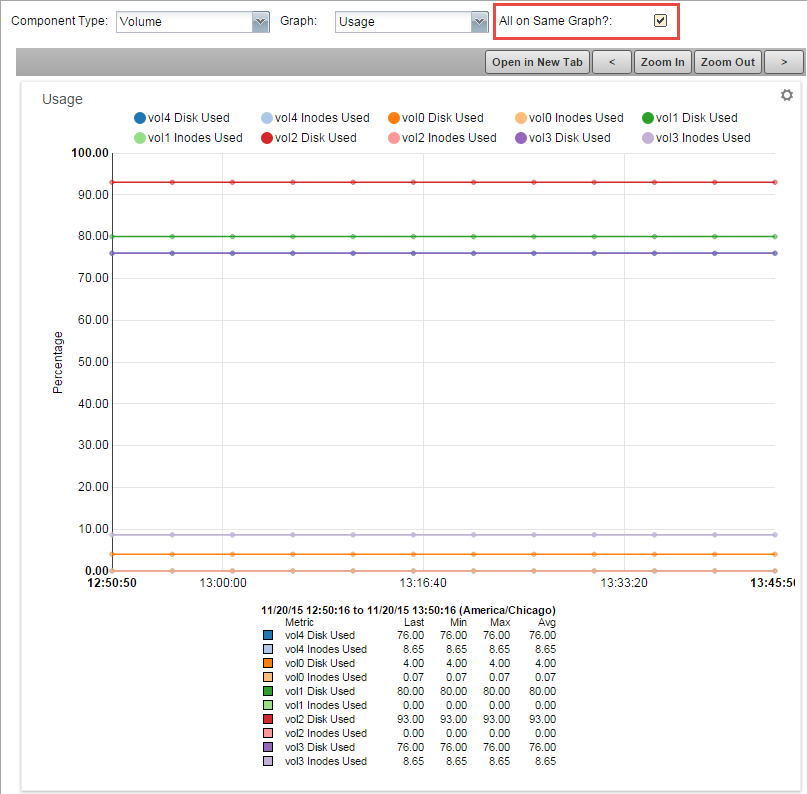 Component Type: Volume Graph: Usage All on Same Graph?:
Open in New Tab < Zoom In Zoom Out >
Usage
vol4 Disk Used vol4 Inodes Used vol0 Disk Used vol0 Inodes Used vol1 Disk Used
vol1 Inodes Used vol2 Disk Used vol2 Inodes Used vol3 Disk Used vol3 Inodes Used
100.00
90.00
80.00
70.00
60.00
50.00
40.00
30.00
20.00
10.00
0.00
Percentage
12:50:50 13:00:00 13:16:40 13:33:20 13:45:50
11/20/15 12:50:16 to 11/20/15 13:50:16 (America/Chicago)
Metric Last Min Max Avg
vol4 Disk Used 76.00 76.00 76.00 76.00
vol4 Inodes Used 8.65 8.65 8.65 8.65
vol0 Disk Used 4.00 4.00 4.00 4.00
vol0 Inodes Used 0.07 0.07 0.07 0.07
vol1 Disk Used 80.00 80.00 80.00 80.00
vol1 Inodes Used 0.00 0.00 0.00 0.00
vol2 Disk Used 93.00 93.00 93.00 93.00
vol2 Inodes Used 0.00 0.00 0.00 0.00
vol3 Disk Used 76.00 76.00 76.00 76.00
vol3 Inodes Used 8.65 8.65 8.65 8.65